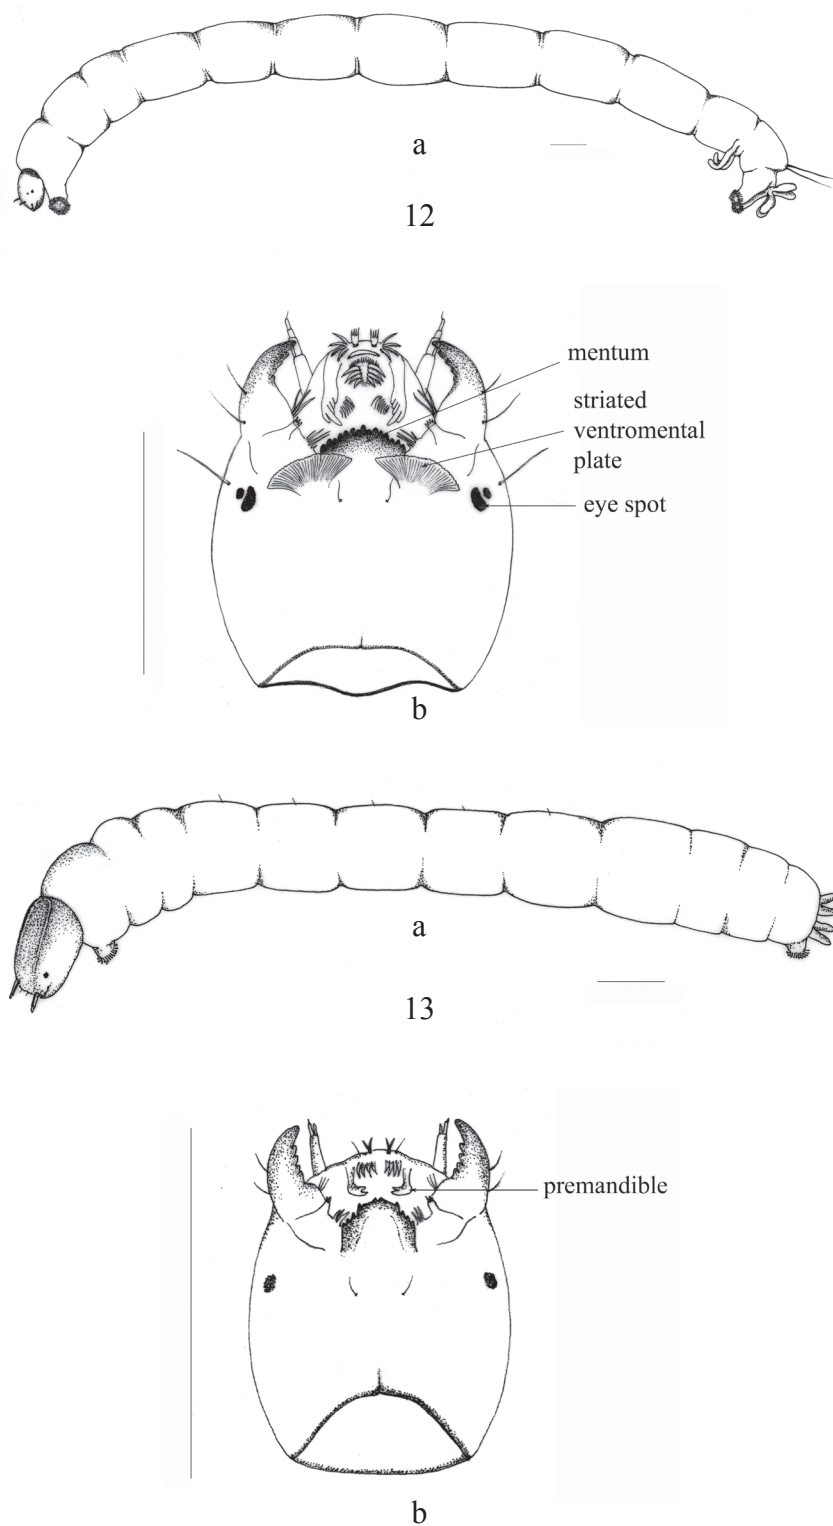 a
12
mentum
striated
ventromental
plate
eye spot
b
a
13
premandible
b